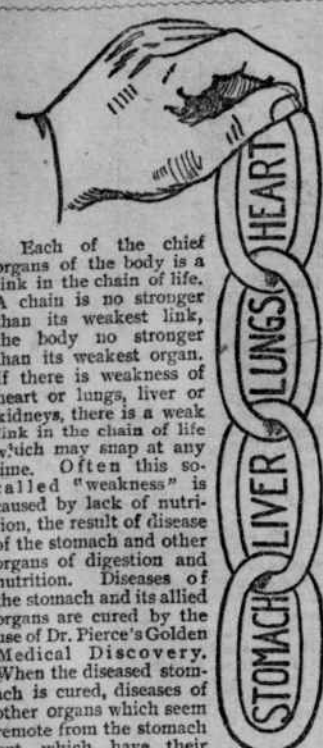 Each of the chief
organs of the body is a
link in the chain of life.
A chain is no stronger
than its weakest link,
the body no stronger
than its weakest organ.
If there is weakness of
heart or lungs, liver or
kidneys, there is a weak
link in the chain of life
which may snap at any
time. Often this so-
called "weakness" is
caused by lack of nutri-
tion, the result of disease
of the stomach and other
organs of digestion and
nutrition. Diseases of
the stomach and its allied
organs are cured by the
use of Dr. Pierce's Golden
Medical Discovery.
When the diseased stom-
ach is cured, diseases of
other organs which seem
remote from the stomach
which have their
HEART
LUNGS
LIVER
STOMACH